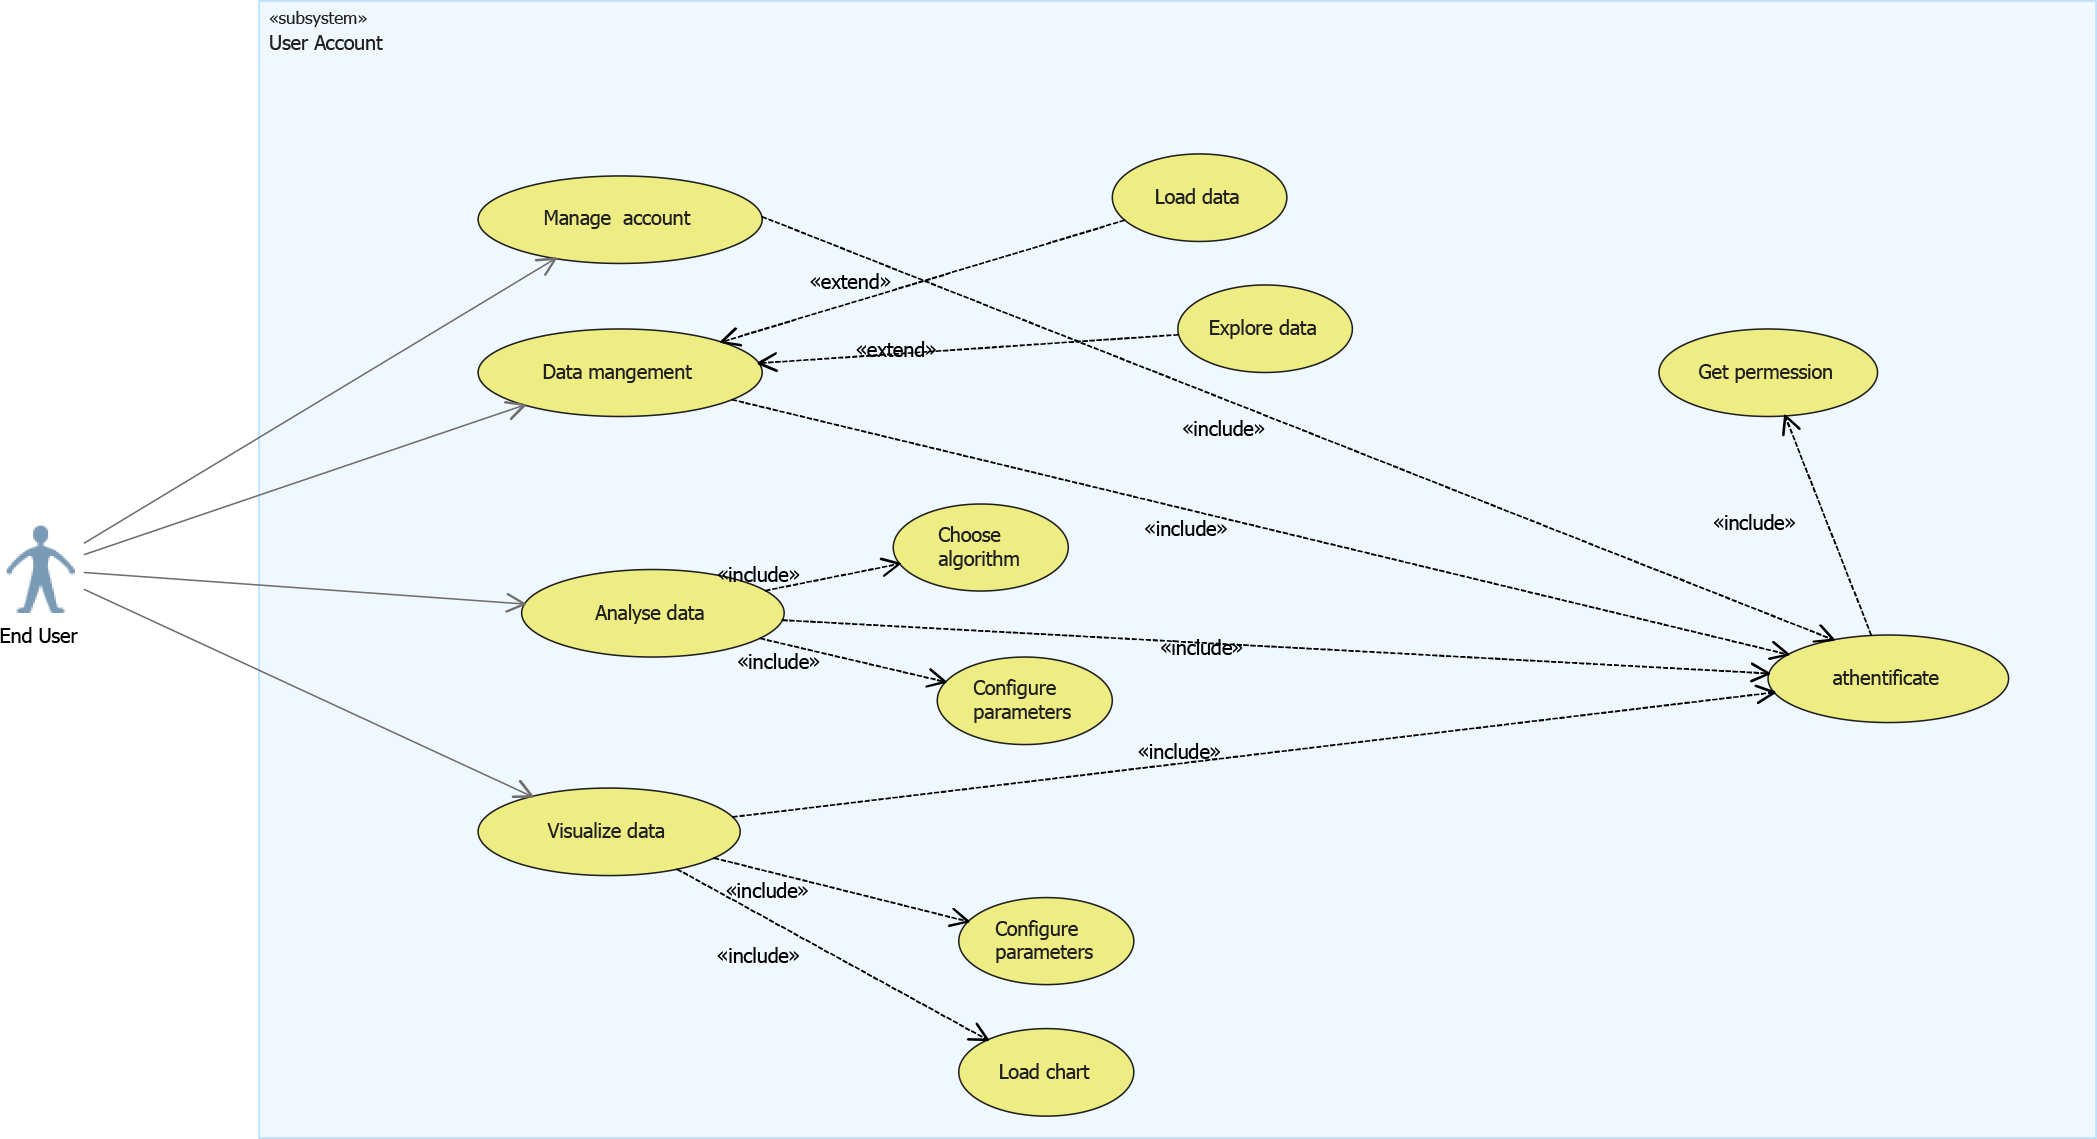 «subsystem»
User Account
Load data
Manage  account
«extend»
Explore data
«extend»
Data mangement
Get permession
«include»
«include»
«include»
Choose
algorithm
«include»
Analyse data
End User
«include»
«include»
Configure
parameters
athentificate
«include»
Visualize data
«include»
Configure
parameters
«include»
Load chart